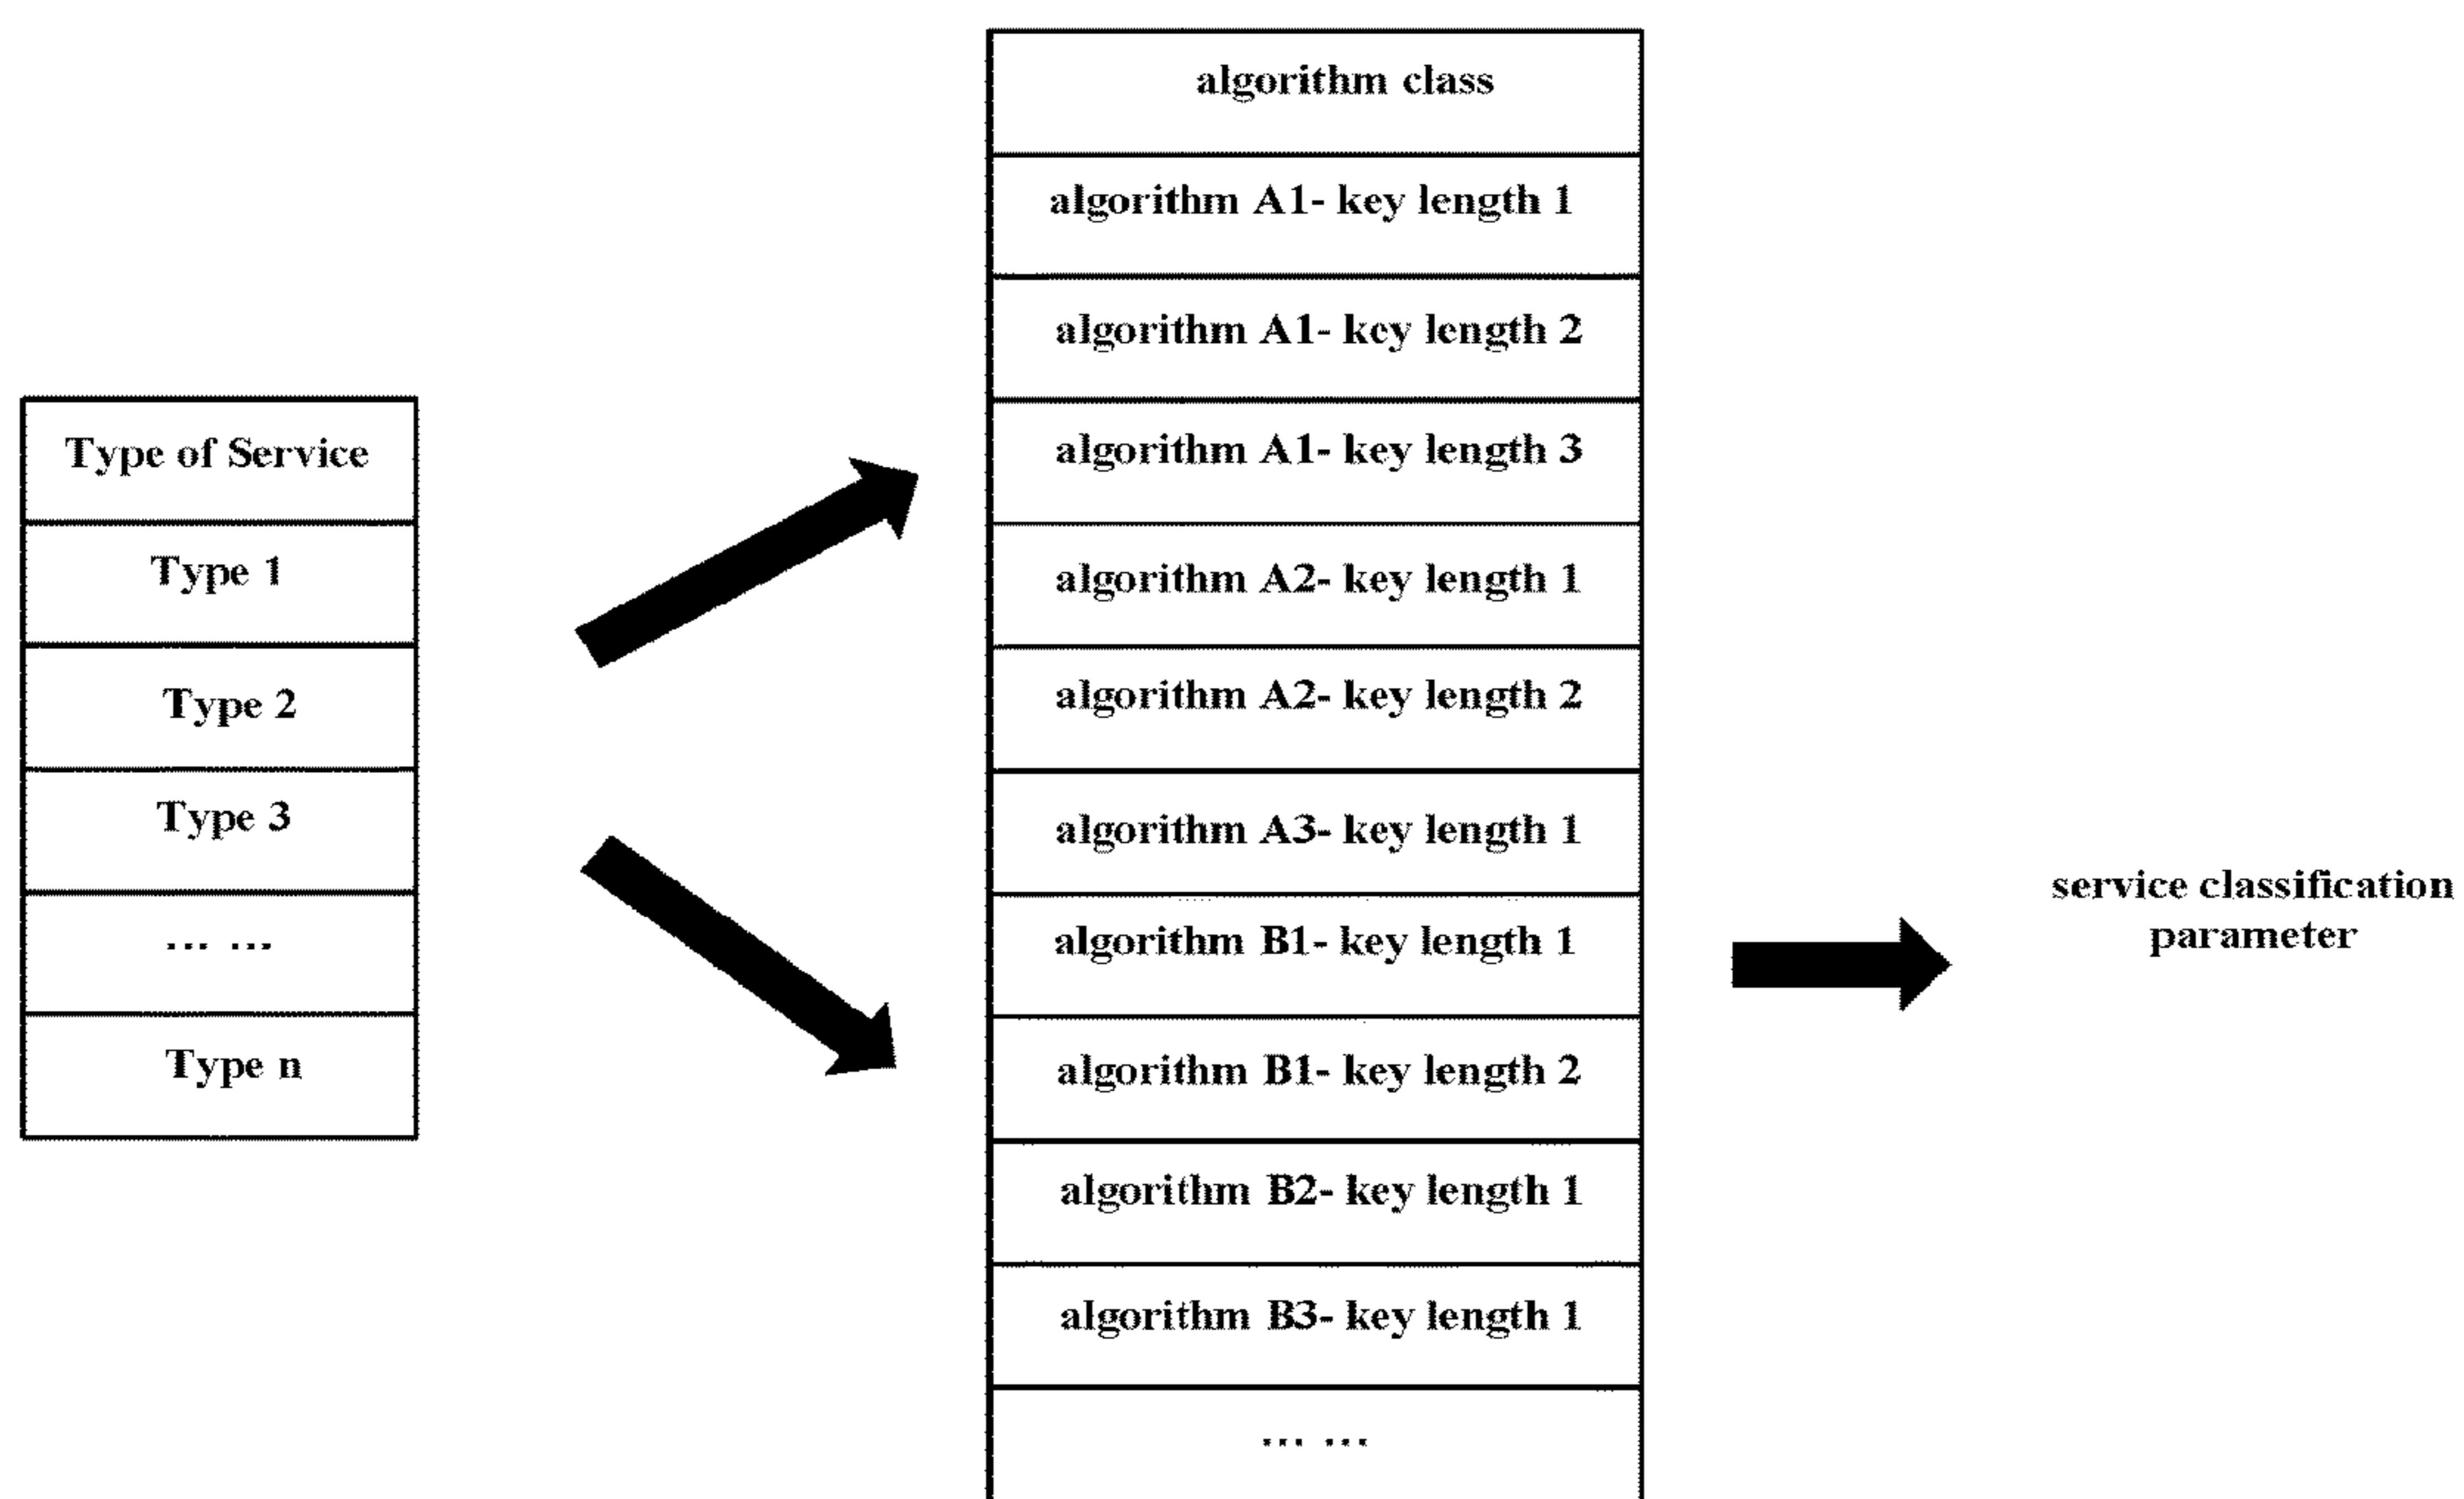 Type of Service
Type 1
Type 2
Type 3
... ...
Type n
algorithm class
algorithm A1- key length 1
algorithm A1- key length 2
algorithm A1- key length 3
algorithm A2- key length 1
algorithm A2- key length 2
algorithm A3- key length 1
algorithm B1- key length 1
algorithm B1- key length 2
algorithm B2- key length 1
algorithm B3- key length 1
... ...
service classification
parameter